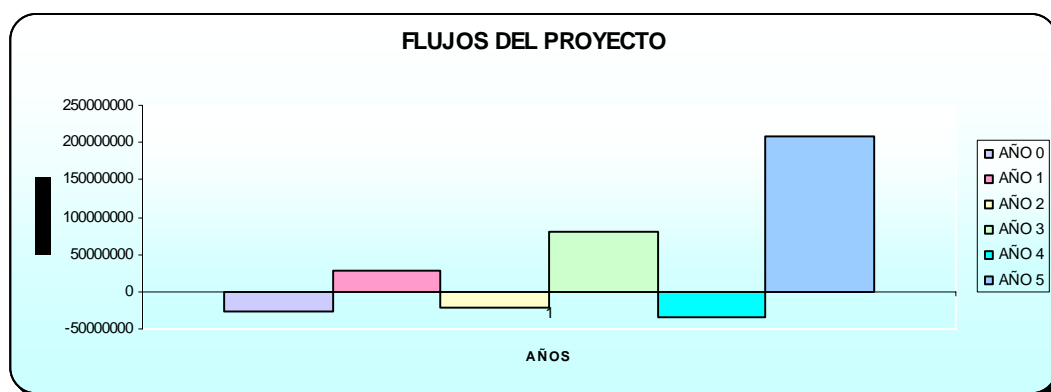 FLUJOS DEL PROYECTO
250000000
200000000
150000000
100000000
50000000
0
-50000000
1
AÑOS
AÑO 0
AÑO 1
AÑO 2
AÑO 3
AÑO 4
AÑO 5